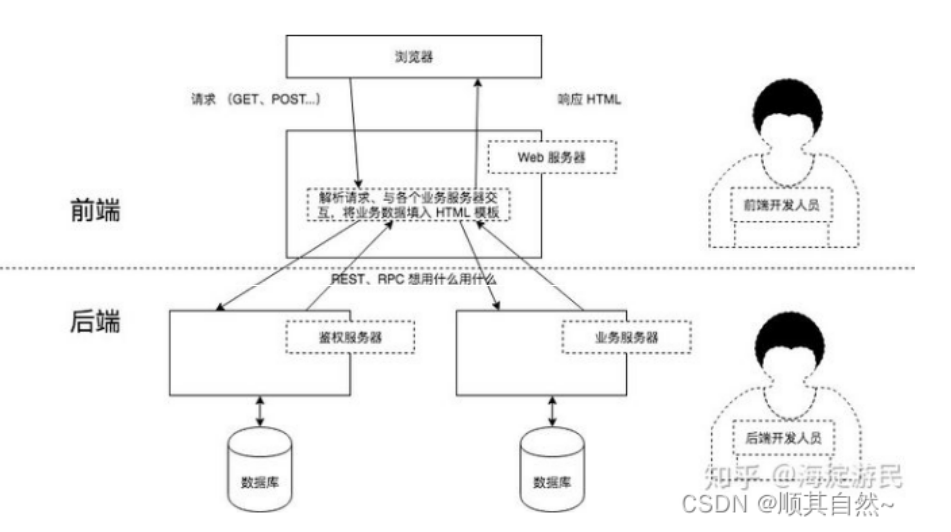 浏览器
请求 （GET、POST...）
响应 HTML
Web 服务器
解析请求、与各个业务服务器交
互，将业务数据填入 HTML 模板
前端
前端开发人员
REST、RPC 想用什么用什么
后端
鉴权服务器
业务服务器
后端开发人员
数据库
数据库
知乎 @海淀游民
CSDN @顺其自然~